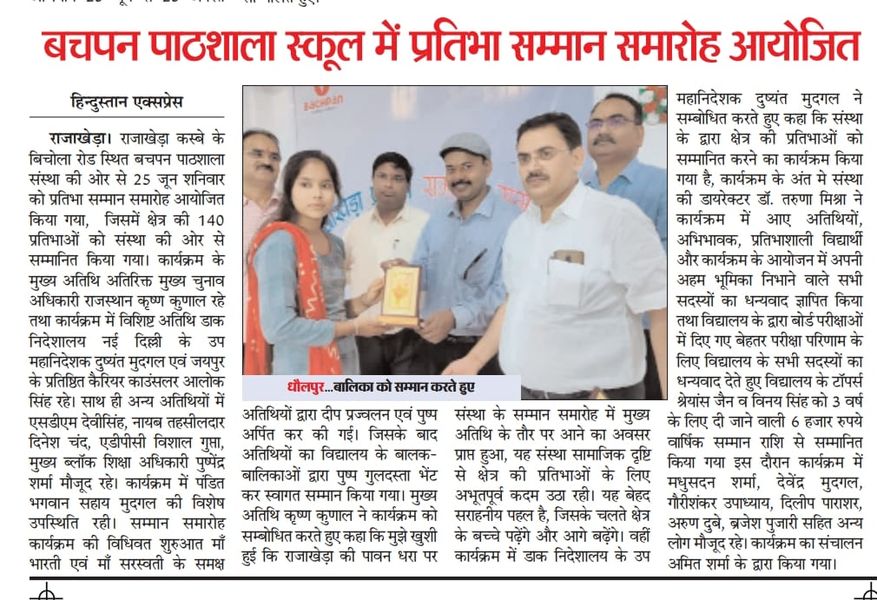 बचपन पाठशाला स्कूल में प्रतिभा सम्मान समारोह आयोजित
हिन्दुस्तान एक्सप्रेस
राजाखेड़ा। राजाखेड़ा कस्बे के
बिचोला रोड स्थित बचपन पाठशाला
संस्था की ओर से 25 जून शनिवार
को प्रतिभा सम्मान समारोह आयोजित
किया गया, जिसमें क्षेत्र की 140
प्रतिभाओं को संस्था की ओर से
सम्मानित किया गया। कार्यक्रम के
मुख्य अतिथि अतिरिक्त मुख्य चुनाव
अधिकारी राजस्थान कृष्ण कुणाल रहे
तथा कार्यक्रम में विशिष्ट अतिथि डाक
निदेशालय नई दिल्ली के उप
महानिदेशक दुष्यंत मुदगल एवं जयपुर
के प्रतिष्ठित कैरियर काउंसलर आलोक
सिंह रहे। साथ ही अन्य अतिथियों में
एसडीएम देवीसिंह, नायब तहसीलदार
दिनेश चंद, एडीपीसी विशाल गुप्ता,
मुख्य ब्लॉक शिक्षा अधिकारी पुष्पेंद्र
शर्मा मौजूद रहे। कार्यक्रम में पंडित
भगवान सहाय मुदगल की विशेष
उपस्थिति रही। सम्मान समारोह
कार्यक्रम की विधिवत शुरुआत माँ
भारती एवं माँ सरस्वती के समक्ष
BACHPAN
धौलपुर...बालिका को सम्मान करते हुए
अतिथियों द्वारा दीप प्रज्वलन एवं पुष्प
अर्पित कर की गई। जिसके बाद
अतिथियों का विद्यालय के बालक-
बालिकाओं द्वारा पुष्प गुलदस्ता भेंट
कर स्वागत सम्मान किया गया। मुख्य
अतिथि कृष्ण कुणाल ने कार्यक्रम को
सम्बोधित करते हुए कहा कि मुझे खुशी
हुई कि राजाखेड़ा की पावन धरा पर
संस्था के सम्मान समारोह में मुख्य
अतिथि के तौर पर आने का अवसर
प्राप्त हुआ, यह संस्था सामाजिक दृष्टि
से क्षेत्र की प्रतिभाओं के लिए
अभूतपूर्व कदम उठा रही। यह बेहद
सराहनीय पहल है, जिसके चलते क्षेत्र
के बच्चे पढ़ेंगे और आगे बढ़ेंगे। वहीं
कार्यक्रम में डाक निदेशालय के उप
महानिदेशक दुष्यंत मुदगल ने
सम्बोधित करते हुए कहा कि संस्था
के द्वारा क्षेत्र की प्रतिभाओं को
सम्मानित करने का कार्यक्रम किया
गया है, कार्यक्रम के अंत मे संस्था
की डायरेक्टर डॉ. तरुणा मिश्रा ने
कार्यक्रम में आए अतिथियों,
अभिभावक, प्रतिभाशाली विद्यार्थी
और कार्यक्रम के आयोजन में अपनी
अहम भूमिका निभाने वाले सभी
सदस्यों का धन्यवाद ज्ञापित किया
तथा विद्यालय के द्वारा बोर्ड परीक्षाओं
में दिए गए बेहतर परीक्षा परिणाम के
लिए विद्यालय के सभी सदस्यों का
धन्यवाद देते हुए विद्यालय के टॉपर्स
श्रेयांस जैन व विनय सिंह को 3 वर्ष
के लिए दी जाने वाली 6 हजार रुपये
वार्षिक सम्मान राशि से सम्मानित
किया गया इस दौरान कार्यक्रम में
मधुसदन शर्मा, देवेंद्र मुदगल,
गौरीशंकर उपाध्याय, दिलीप पाराशर,
अरुण दुबे, ब्रजेश पुजारी सहित अन्य
लोग मौजूद रहे। कार्यक्रम का संचालन
अमित शर्मा के द्वारा किया गया।